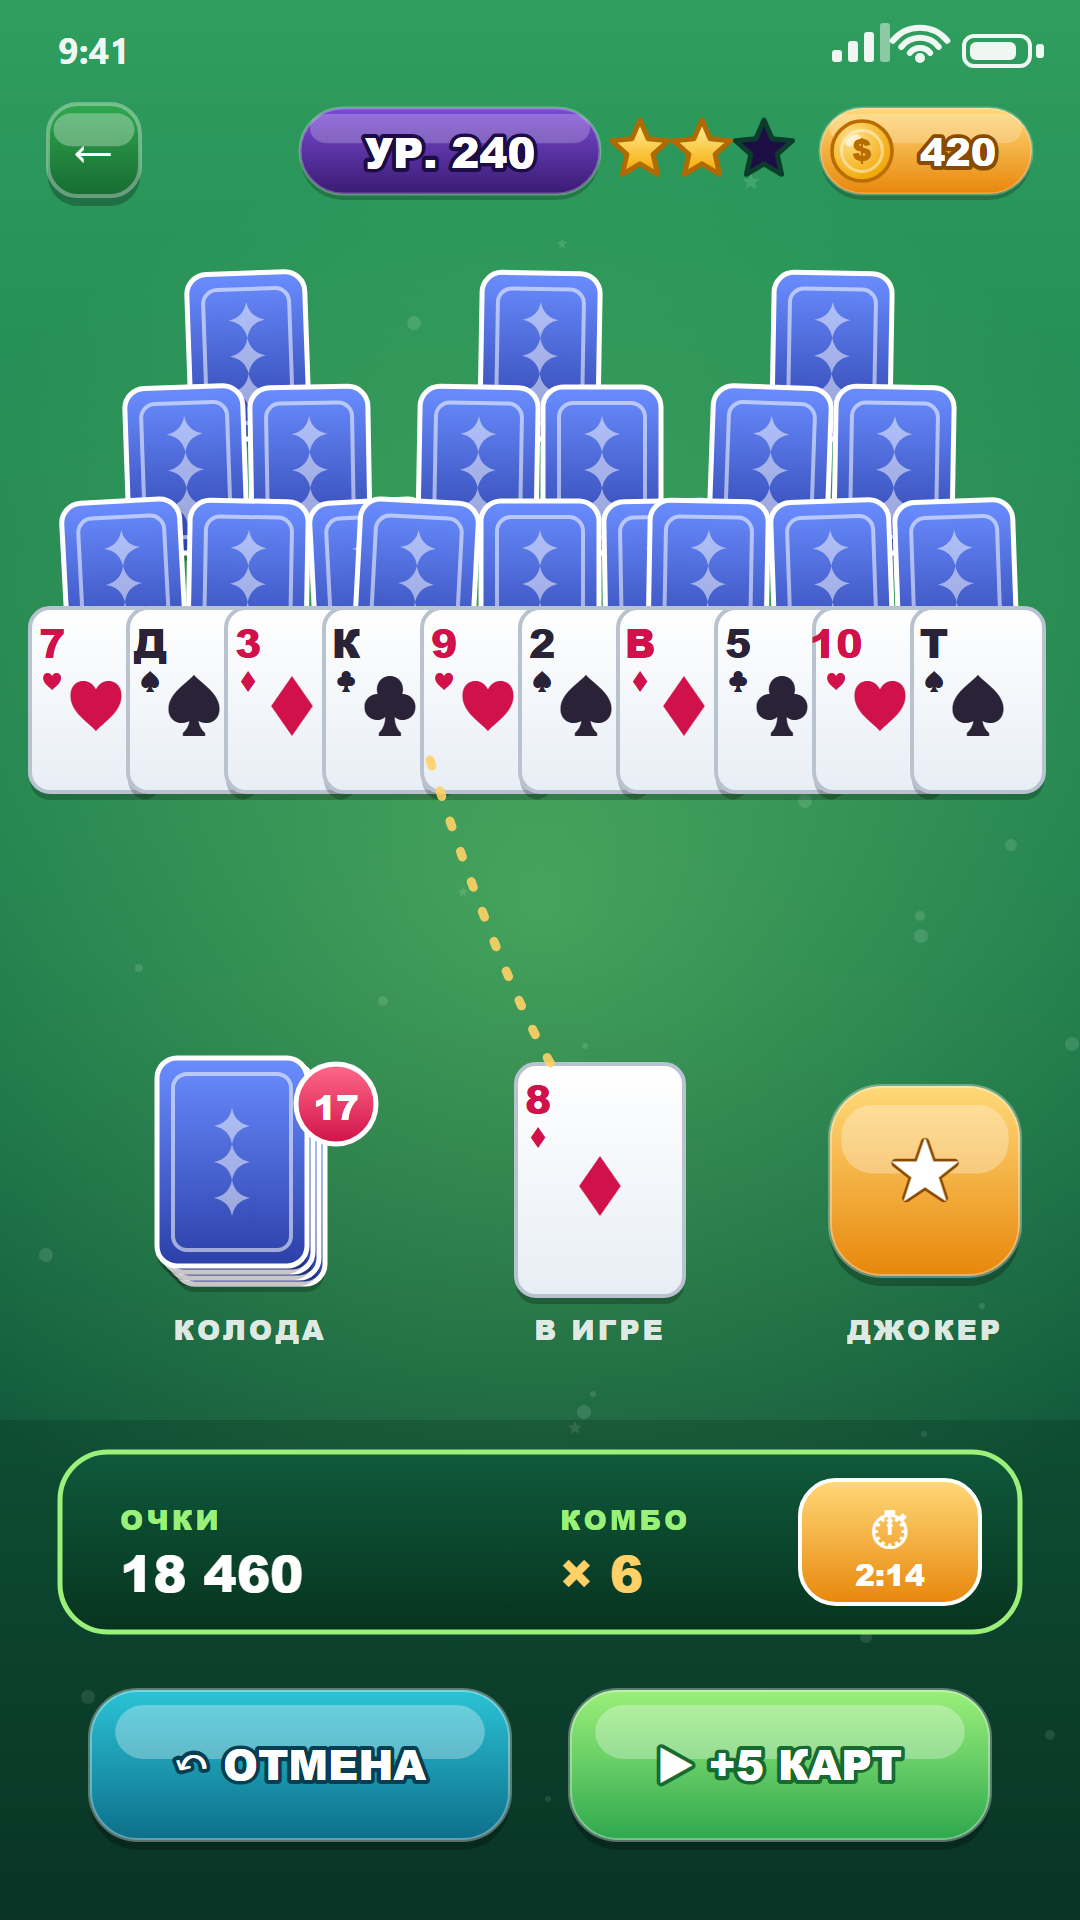 9:41
← УР. 240 $ 420
7 Д 3 К 9 2 В 5 10 Т
17
8
КОЛОДА В ИГРЕ ДЖОКЕР
ОЧКИ КОМБО
18 460 × 6
2:14
↶ ОТМЕНА ▶ +5 КАРТ